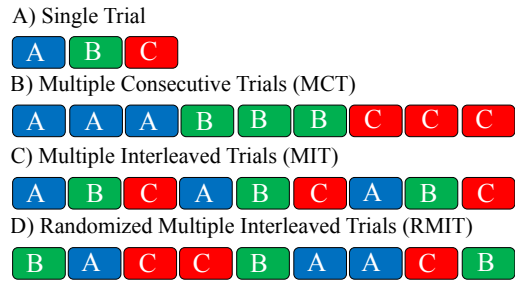 A) Single Trial
A B C
B) Multiple Consecutive Trials (MCT)
A A A B B B C C C
C) Multiple Interleaved Trials (MIT)
A B C A B C A B C
D) Randomized Multiple Interleaved Trials (RMIT)
B A C C B A A C B